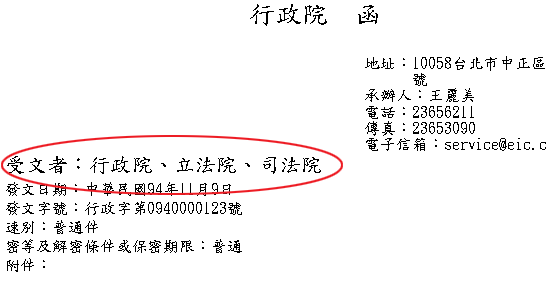 行政院 函
地址：10058台北市中正區
號
承辦人：王麗美
電話：23656211
傳真：23653090
電子信箱：service@eic.c
受文者：行政院、立法院、司法院
發文日期：中華民國94年11月9日
發文字號：行政字第0940000123號
速別：普通件
密等及解密條件或保密期限：普通
附件：